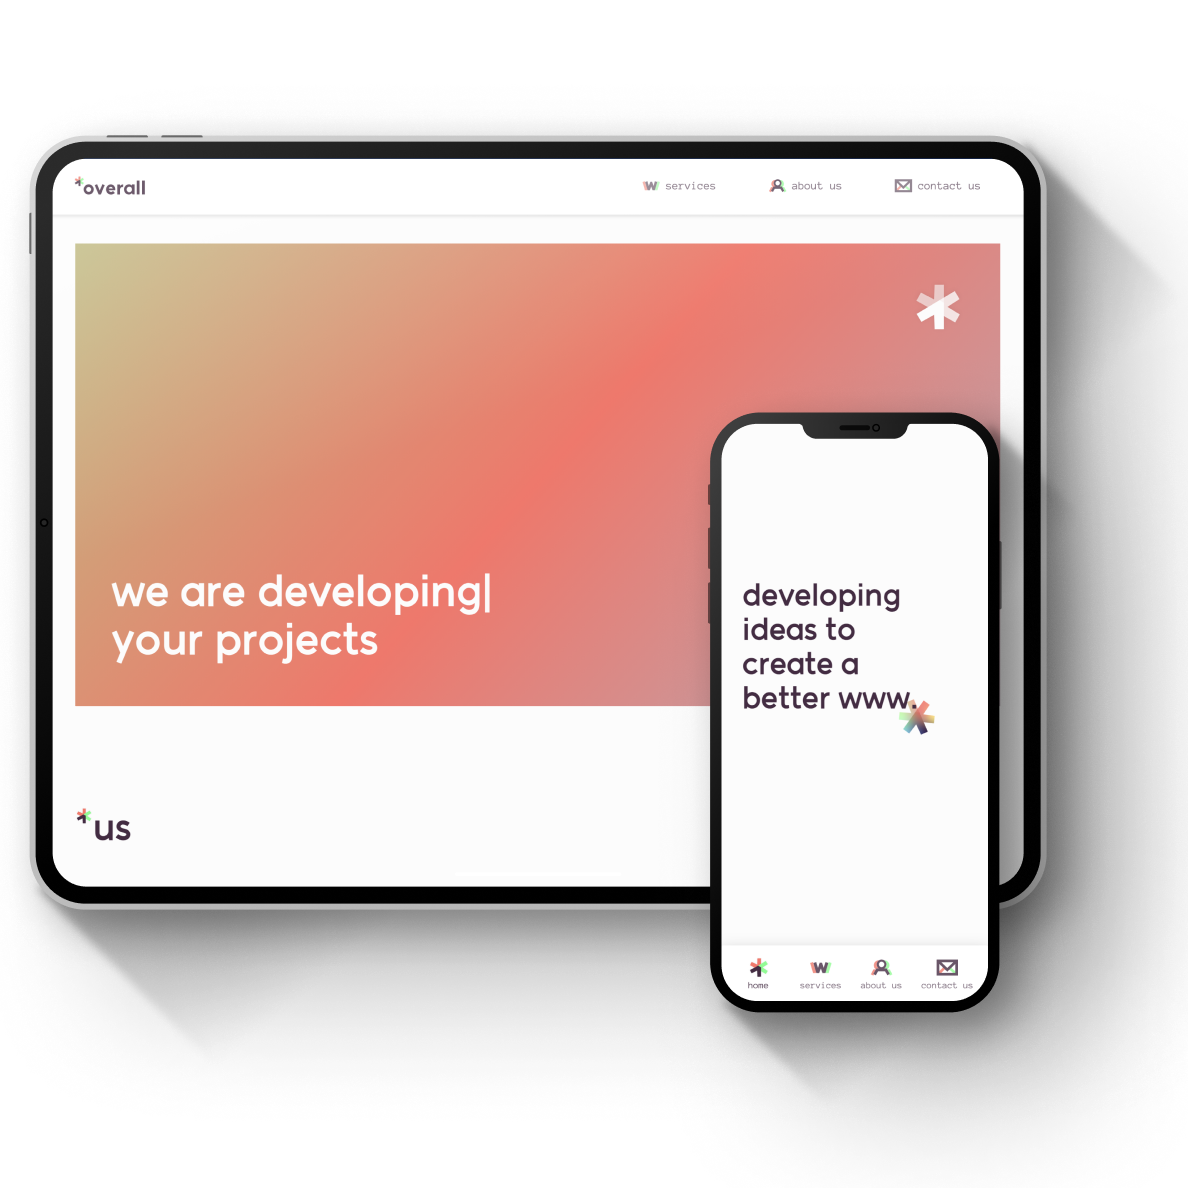 *overall
services
about us
contact us
we are developing|
your projects
*us
developing
ideas to
create a
better www.
home
services
about us
contact us